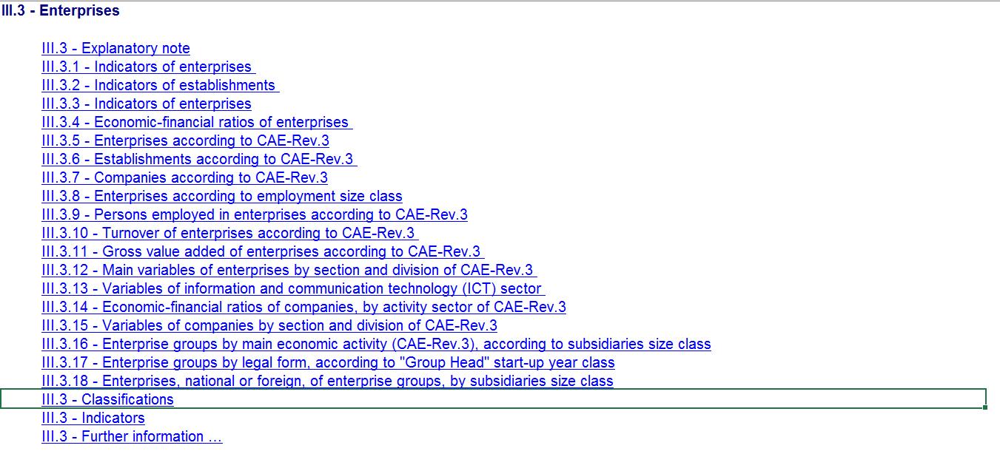 III.3 - Enterprises
III.3 - Explanatory note
III.3.1 - Indicators of enterprises
III.3.2 - Indicators of establishments
III.3.3 - Indicators of enterprises
III.3.4 - Economic-financial ratios of enterprises
III.3.5 - Enterprises according to CAE-Rev.3
III.3.6 - Establishments according to CAE-Rev.3
III.3.7 - Companies according to CAE-Rev.3
III.3.8 - Enterprises according to employment size class
III.3.9 - Persons employed in enterprises according to CAE-Rev.3
III.3.10 - Turnover of enterprises according to CAE-Rev.3
III.3.11 - Gross value added of enterprises according to CAE-Rev.3
III.3.12 - Main variables of enterprises by section and division of CAE-Rev.3
III.3.13 - Variables of information and communication technology (ICT) sector
III.3.14 - Economic-financial ratios of companies, by activity sector of CAE-Rev.3
III.3.15 - Variables of companies by section and division of CAE-Rev.3
III.3.16 - Enterprise groups by main economic activity (CAE-Rev.3), according to subsidiaries size class
III.3.17 - Enterprise groups by legal form, according to "Group Head" start-up year class
III.3.18 - Enterprises, national or foreign, of enterprise groups, by subsidiaries size class
III.3 - Classifications
III.3 - Indicators
III.3 - Further information …